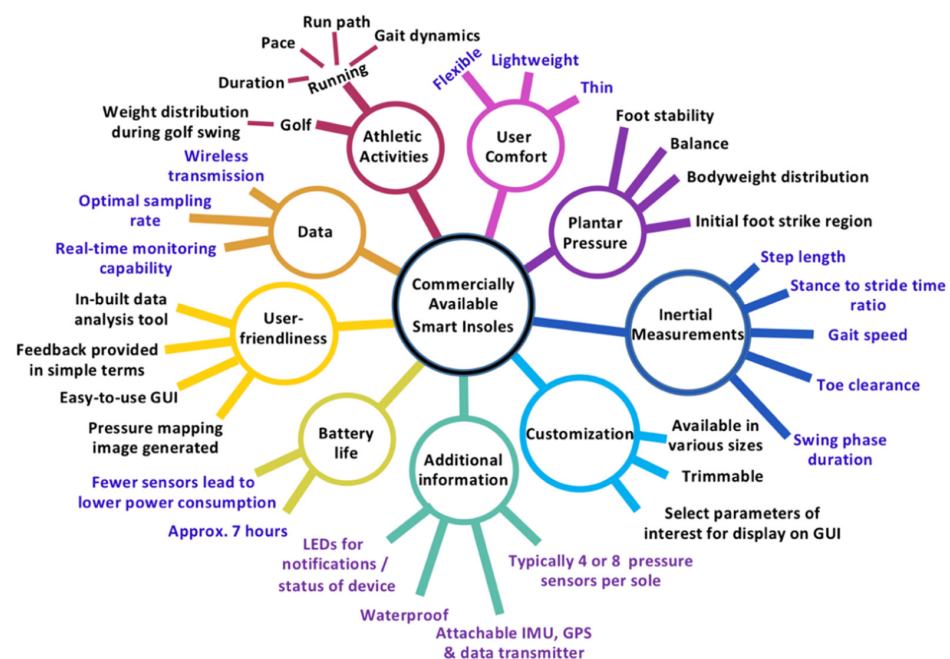 Commercially
Available
Smart Insoles
Athletic
Activities
Running
Duration
Pace
Run path
Gait dynamics
Golf
Weight distribution
during golf swing
User
Comfort
Flexible
Lightweight
Thin
Plantar
Pressure
Foot stability
Balance
Bodyweight distribution
Initial foot strike region
Inertial
Measurements
Step length
Stance to stride time
ratio
Gait speed
Toe clearance
Swing phase
duration
Customization
Available in
various sizes
Trimmable
Select parameters of
interest for display on GUI
Additional
information
Typically 4 or 8 pressure
sensors per sole
Attachable IMU, GPS
& data transmitter
Waterproof
LEDs for
notifications /
status of device
Battery
life
Approx. 7 hours
Fewer sensors lead to
lower power consumption
User-
friendliness
Pressure mapping
image generated
Easy-to-use GUI
Feedback provided
in simple terms
In-built data
analysis tool
Data
Real-time monitoring
capability
Optimal sampling
rate
Wireless
transmission